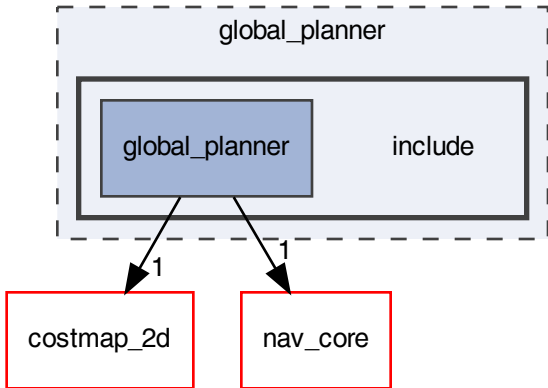 global_planner
global_planner
include
1
1
costmap_2d
nav_core